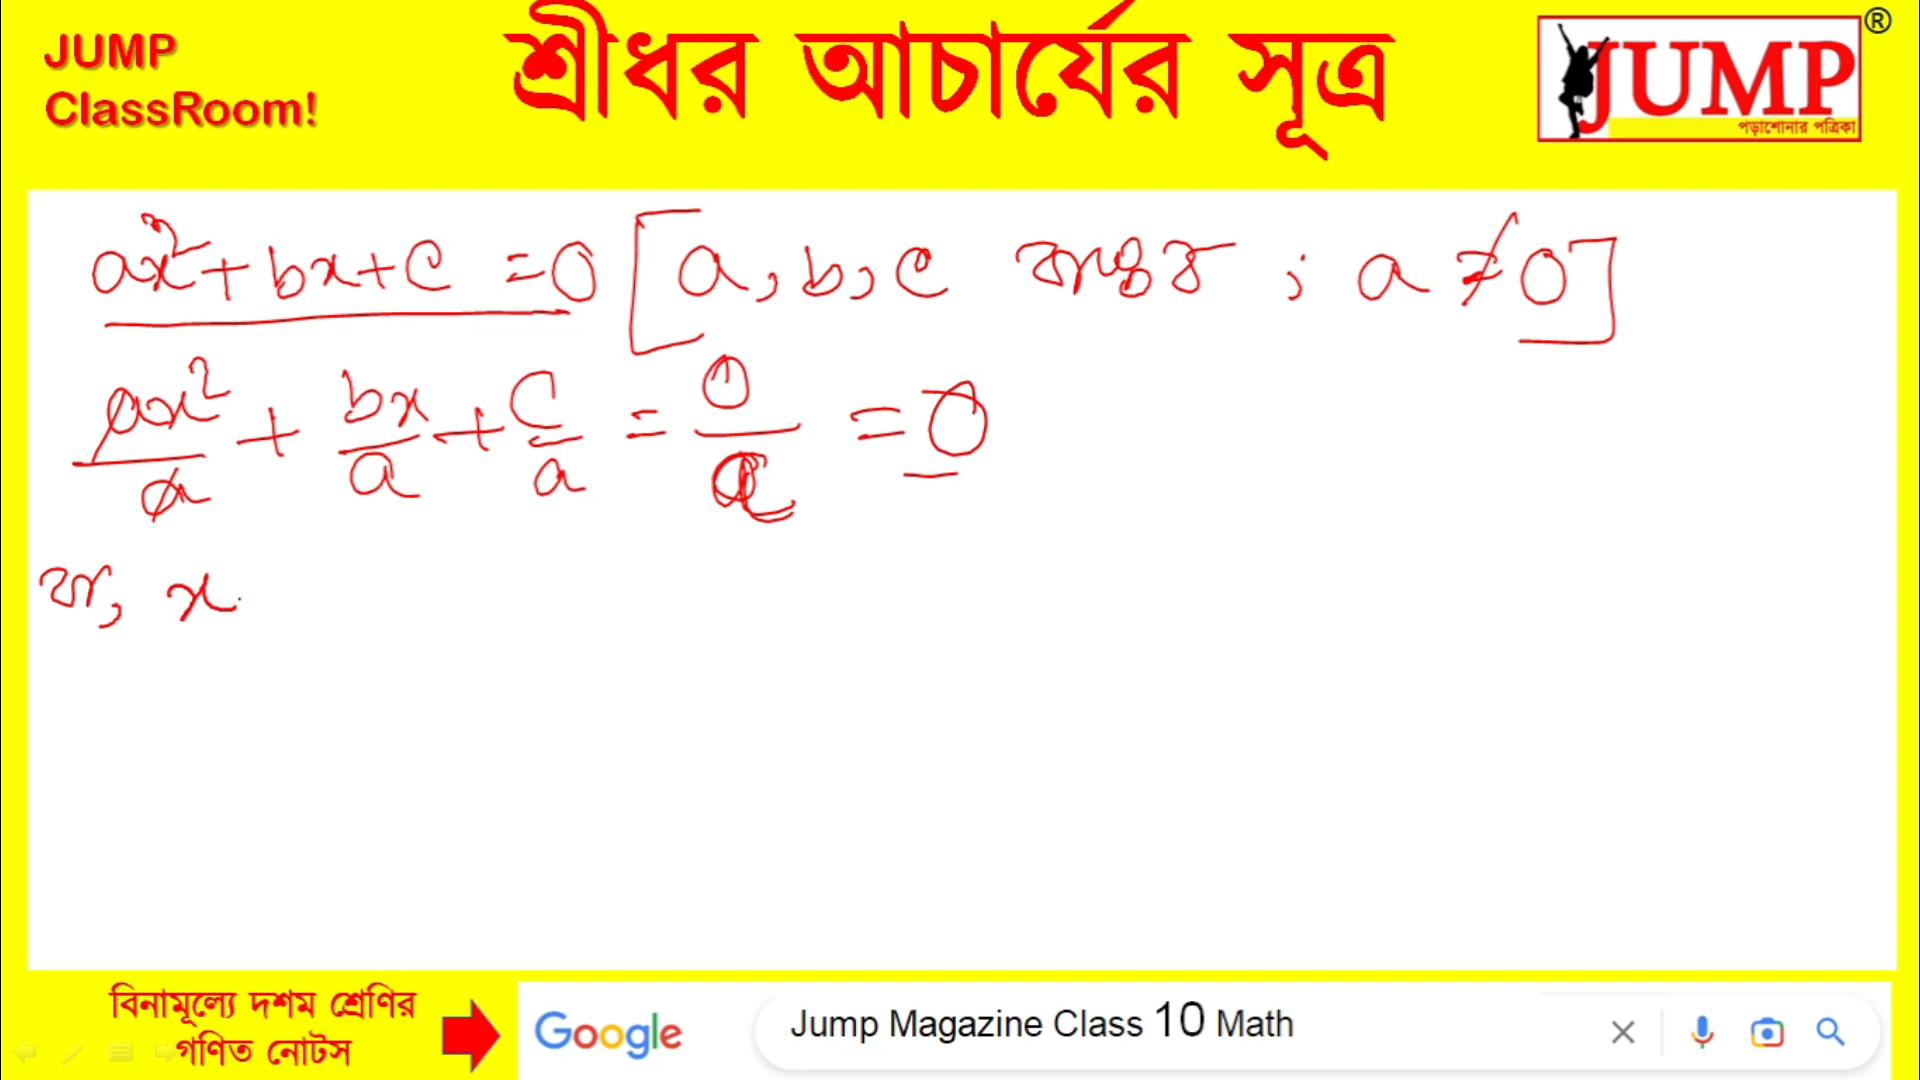 JUMP
ClassRoom!
শ্রীধর আচার্যের সূত্র
JUMP®
পড়াশোনার পত্রিকা
ax²+bx+c =0 [a, b, c বাস্তব ; a ≠0]
ax²/a + bx/a + c/a = 0/a = 0
বা, x
বিনামূল্যে দশম শ্রেণির
গণিত নোটস
Google
Jump Magazine Class 10 Math